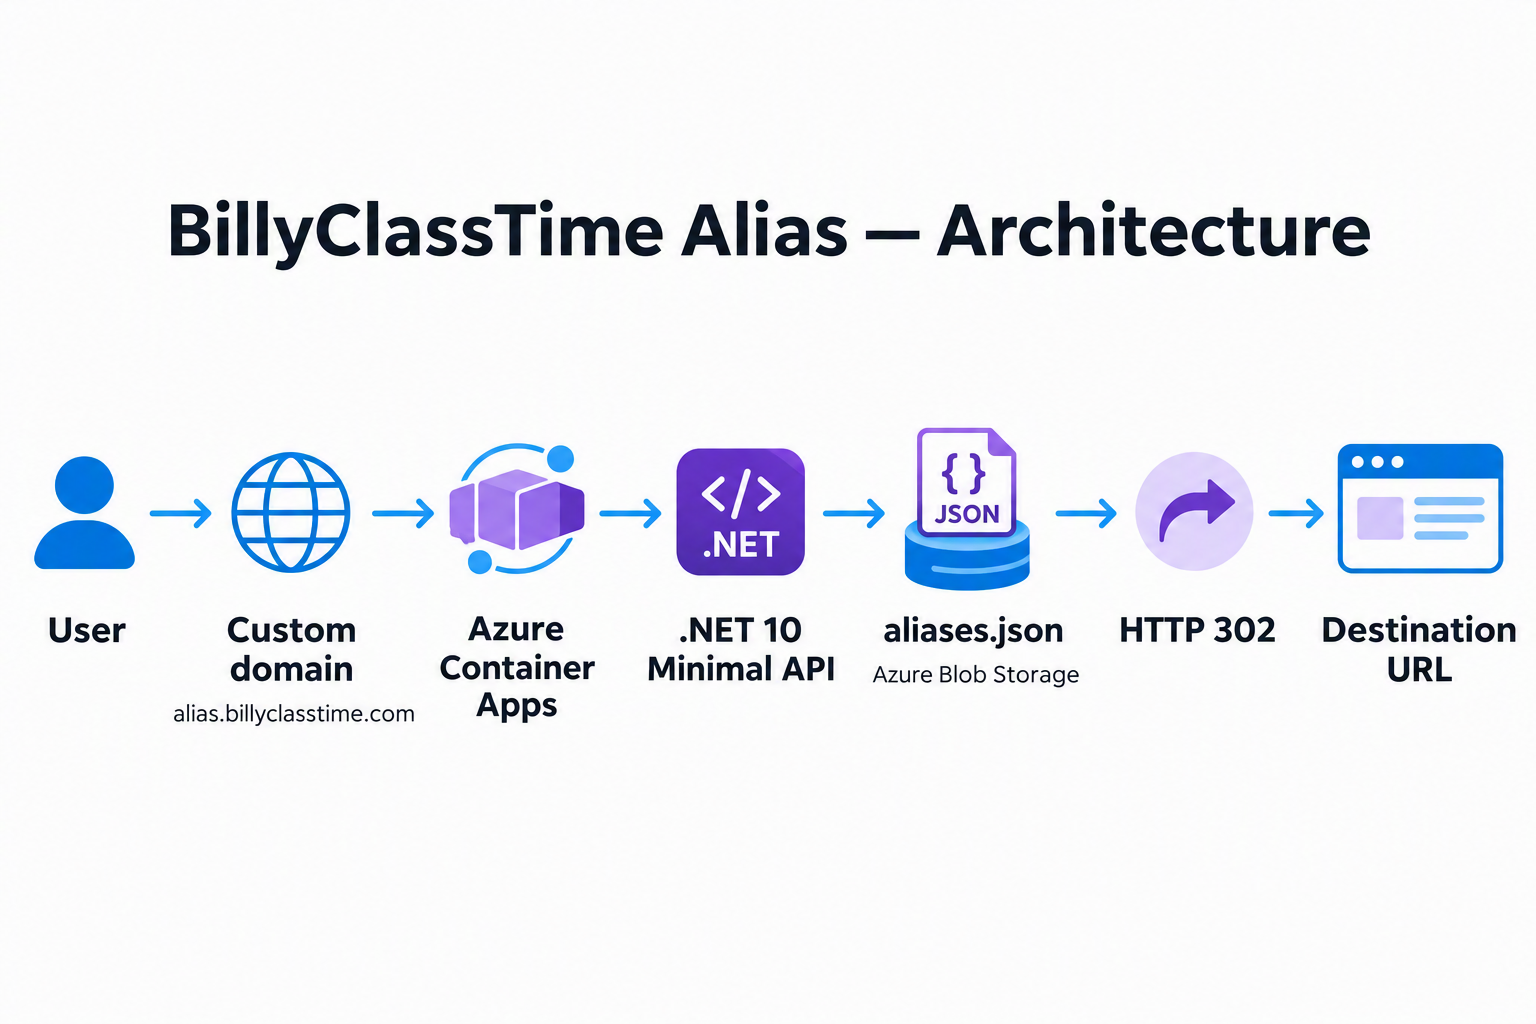 BillyClassTime Alias — Architecture
</>
.NET
{ }
JSON
User
Custom
domain
alias.billyclasstime.com
Azure
Container
Apps
.NET 10
Minimal API
aliases.json
Azure Blob Storage
HTTP 302
Destination
URL